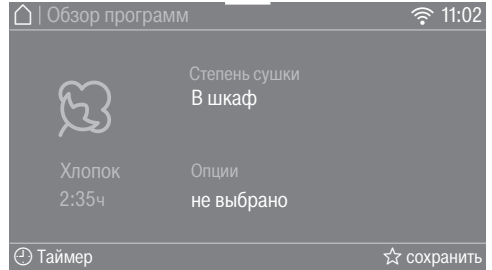 | Обзор программ 11:02
Степень сушки
В шкаф
Хлопок Опции
2:35ч не выбрано
Таймер сохранить